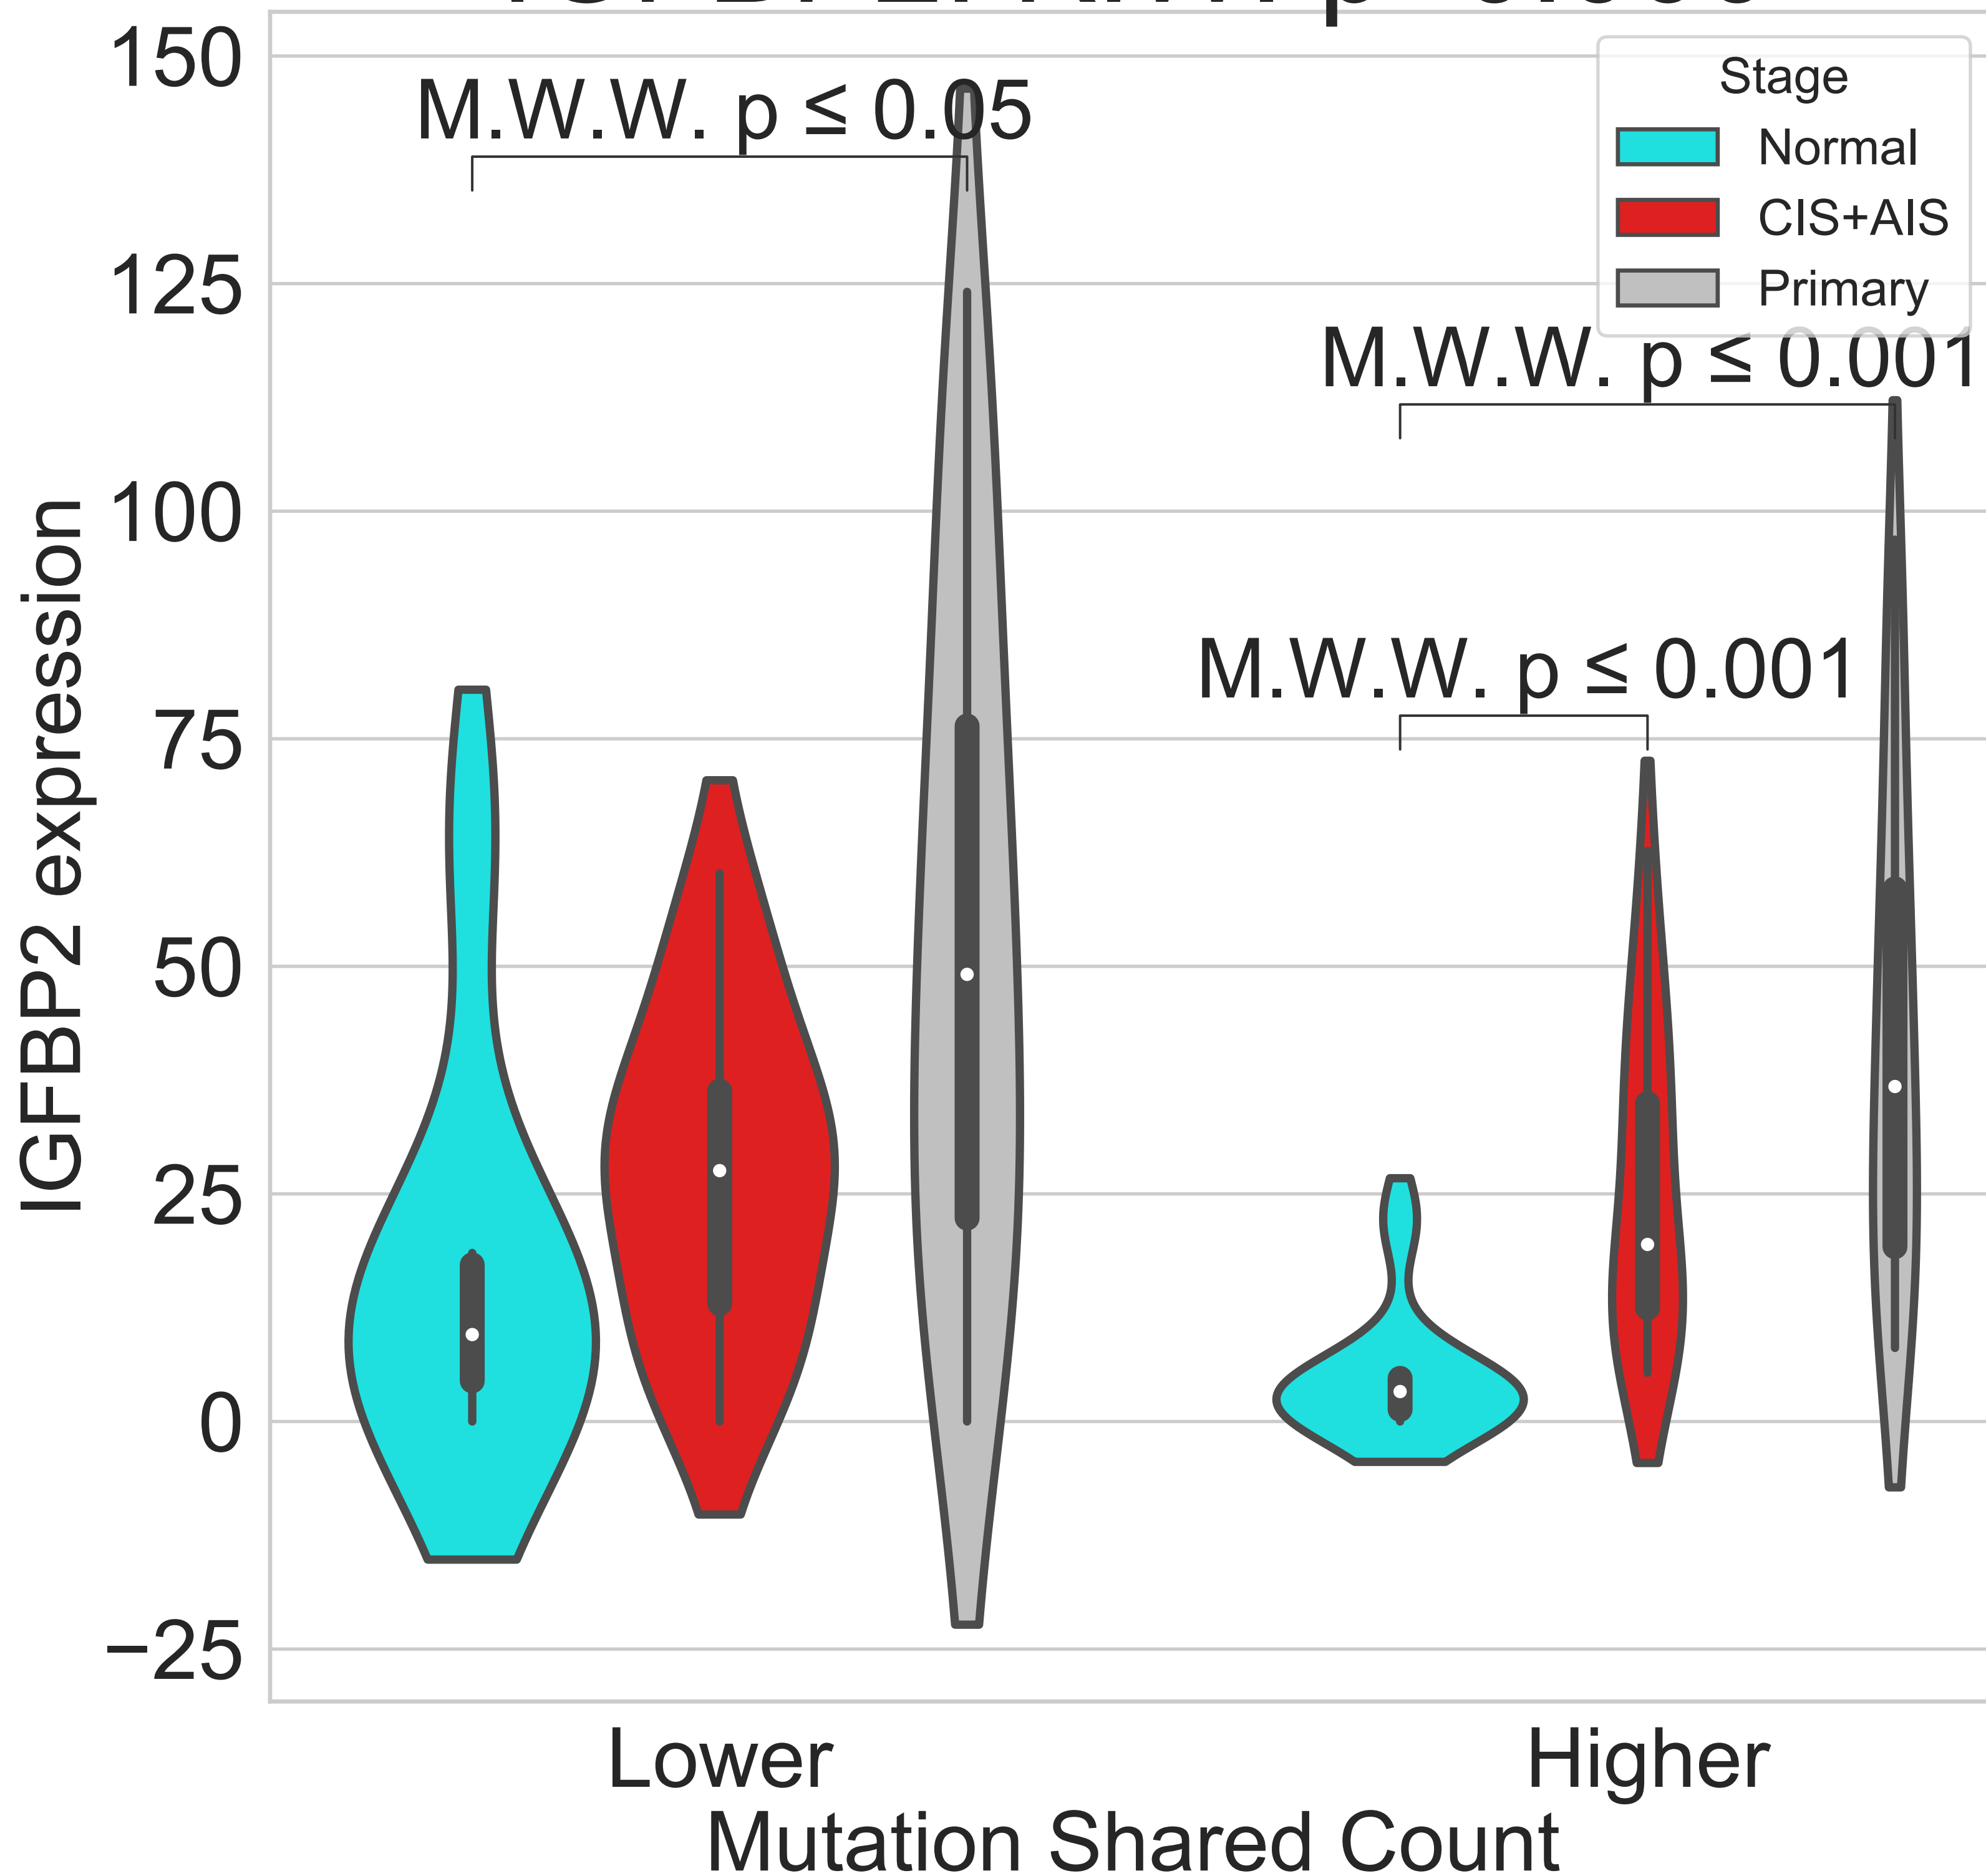 150
125
100
75
50
25
0
−25
IGFBP2 expression
M.W.W. p ≤ 0.05
M.W.W. p ≤ 0.001
M.W.W. p ≤ 0.001
Stage
Normal
CIS+AIS
Primary
Lower
Higher
Mutation Shared Count